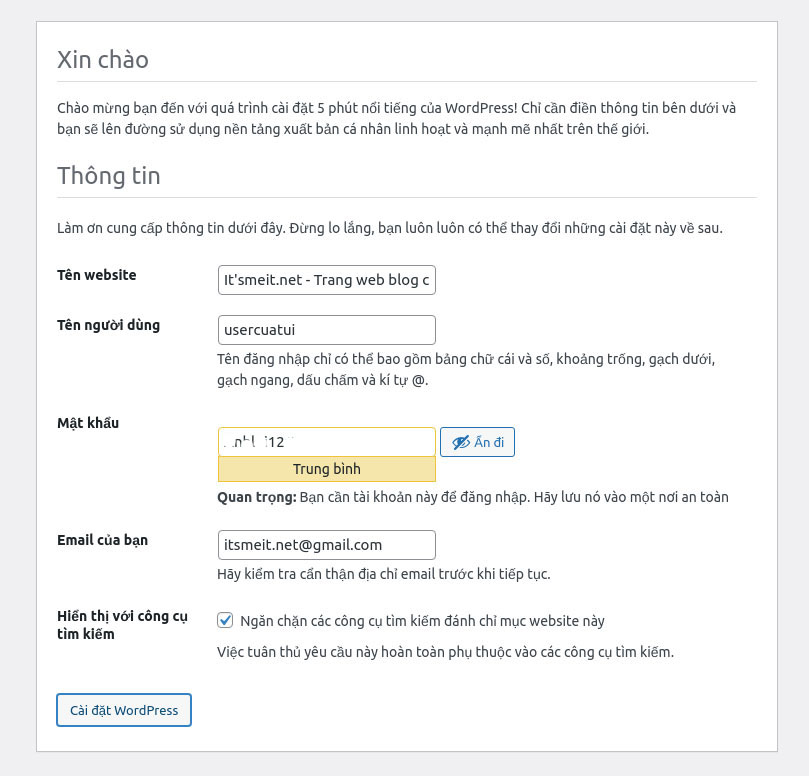 Xin chào
Chào mừng bạn đến với quá trình cài đặt 5 phút nổi tiếng của WordPress! Chỉ cần điền thông tin bên dưới và
bạn sẽ lên đường sử dụng nền tảng xuất bản cá nhân linh hoạt và mạnh mẽ nhất trên thế giới.
Thông tin
Làm ơn cung cấp thông tin dưới đây. Đừng lo lắng, bạn luôn luôn có thể thay đổi những cài đặt này về sau.
Tên website
It'smeit.net - Trang web blog c
Tên người dùng
usercuatui
Tên đăng nhập chỉ có thể bao gồm bảng chữ cái và số, khoảng trống, gạch dưới,
gạch ngang, dấu chấm và kí tự @.
Mật khẩu
Ẩn đi
Trung bình
Quan trọng: Bạn cần tài khoản này để đăng nhập. Hãy lưu nó vào một nơi an toàn
Email của bạn
itsmeit.net@gmail.com
Hãy kiểm tra cẩn thận địa chỉ email trước khi tiếp tục.
Hiển thị với công cụ
tìm kiếm
Ngăn chặn các công cụ tìm kiếm đánh chỉ mục website này
Việc tuân thủ yêu cầu này hoàn toàn phụ thuộc vào các công cụ tìm kiếm.
Cài đặt WordPress